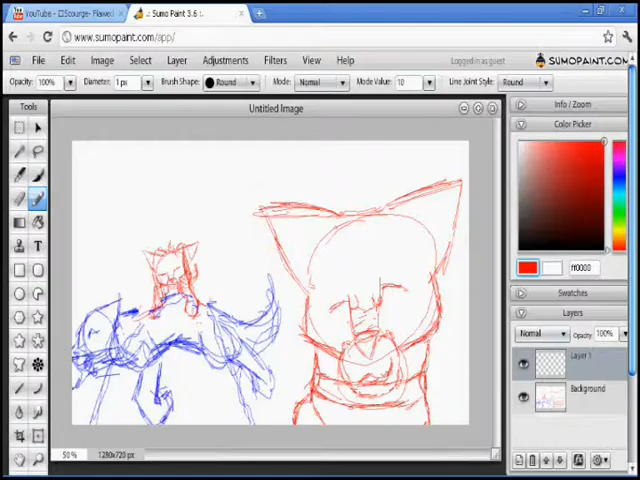 YouTube - Scourge- Flawed
.: Sumo Paint 3.6 :.
www.sumopaint.com/app/
File Edit Image Select Layer Adjustments Filters View Help Logged in as guest SUMOPAINT.COM
Opacity: 100% Diameter: 1 px Brush Shape: Round Mode: Normal Mode Value: 10 Line Joint Style: Round
Tools
Untitled Image
Info / Zoom
Color Picker
ff0000
Swatches
Layers
Normal Opacity 100%
Layer 1
Background
50% 1280x720 px